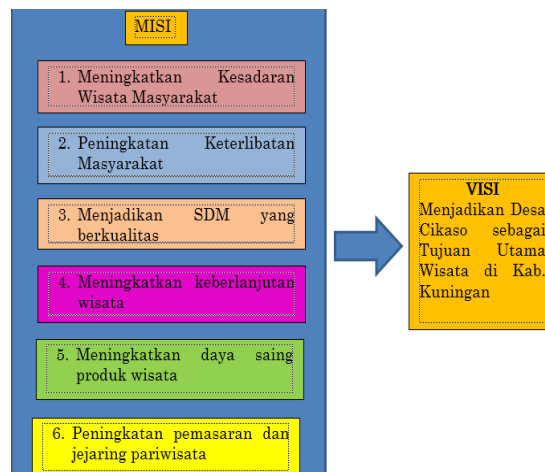 MISI
1. Meningkatkan Kesadaran
Wisata Masyarakat
2. Peningkatan Keterlibatan
Masyarakat
3. Menjadikan SDM yang
berkualitas
4. Meningkatkan keberlanjutan
wisata
5. Meningkatkan daya saing
produk wisata
6. Peningkatan pemasaran dan
jejaring pariwisata
VISI
Menjadikan Desa
Cikaso sebagai
Tujuan Utama
Wisata di Kab.
Kuningan